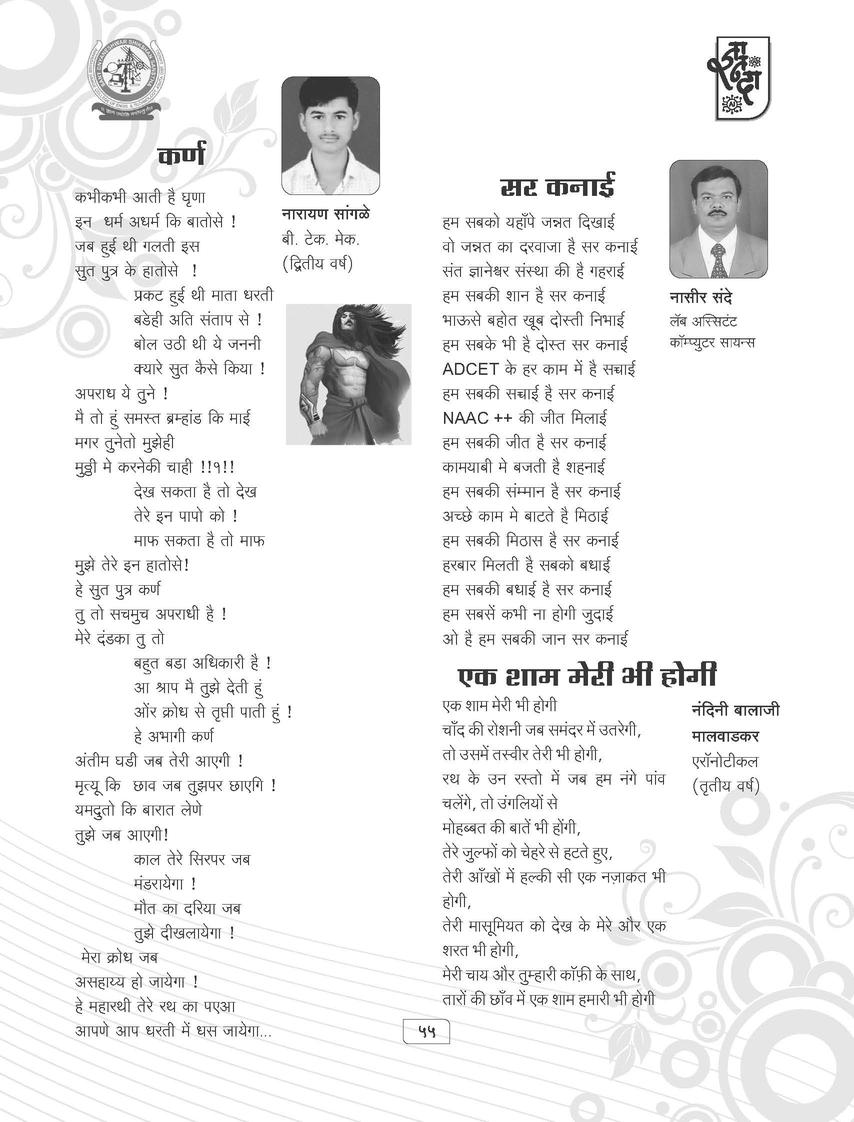 कर्ण
नारायण सांगळे
बी. टेक. मेक.
(द्वितीय वर्ष)
कभीकभी आती है घृणा
इन धर्म अधर्म कि बातोसे !
जब हुई थी गलती इस
सुत पुत्र के हातोसे !
प्रकट हुई थी माता धरती
बडेही अति संताप से !
बोल उठी थी ये जननी
क्यारे सुत कैसे किया !
अपराध ये तुने !
मै तो हुं समस्त ब्रम्हांड कि माई
मगर तुनेतो मुझेही
मुठ्ठी मे करनेकी चाही !!१!!
देख सकता है तो देख
तेरे इन पापो को !
माफ सकता है तो माफ
मुझे तेरे इन हातोसे!
हे सुत पुत्र कर्ण
तु तो सचमुच अपराधी है !
मेरे दंडका तु तो
बहुत बडा अधिकारी है !
आ श्राप मै तुझे देती हुं
ओंर क्रोध से तृप्ती पाती हुं !
हे अभागी कर्ण
अंतीम घडी जब तेरी आएगी !
मृत्यू कि छाव जब तुझपर छाएगि !
यमदुतो कि बारात लेणे
तुझे जब आएगी!
काल तेरे सिरपर जब
मंडरायेगा !
मौत का दरिया जब
तुझे दीखलायेगा !
मेरा क्रोध जब
असहाय्य हो जायेगा !
हे महारथी तेरे रथ का पएआ
आपणे आप धरती में धस जायेगा...
सर कनाई
नासीर संदे
लॅब अस्सिटंट
कॉम्प्युटर सायन्स
हम सबको यहाँपे जन्नत दिखाई
वो जन्नत का दरवाजा है सर कनाई
संत ज्ञानेश्वर संस्था की है गहराई
हम सबकी शान है सर कनाई
भाऊसे बहोत खूब दोस्ती निभाई
हम सबके भी है दोस्त सर कनाई
ADCET के हर काम में है सच्चाई
हम सबकी सच्चाई है सर कनाई
NAAC ++ की जीत मिलाई
हम सबकी जीत है सर कनाई
कामयाबी मे बजती है शहनाई
हम सबकी संम्मान है सर कनाई
अच्छे काम मे बाटते है मिठाई
हम सबकी मिठास है सर कनाई
हरबार मिलती है सबको बधाई
हम सबकी बधाई है सर कनाई
हम सबसें कभी ना होगी जुदाई
ओ है हम सबकी जान सर कनाई
एक शाम मेरी भी होगी
नंदिनी बालाजी
मालवाडकर
एरॉनोटीकल
(तृतीय वर्ष)
एक शाम मेरी भी होगी
चाँद की रोशनी जब समंदर में उतरेगी,
तो उसमें तस्वीर तेरी भी होगी,
रथ के उन रस्तो में जब हम नंगे पांव
चलेंगे, तो उंगलियों से
मोहब्बत की बातें भी होंगी,
तेरे जुल्फों को चेहरे से हटते हुए,
तेरी आँखों में हल्की सी एक नज़ाकत भी
होगी,
तेरी मासूमियत को देख के मेरे और एक
शरत भी होगी,
मेरी चाय और तुम्हारी कॉफ़ी के साथ,
तारों की छाँव में एक शाम हमारी भी होगी
५५